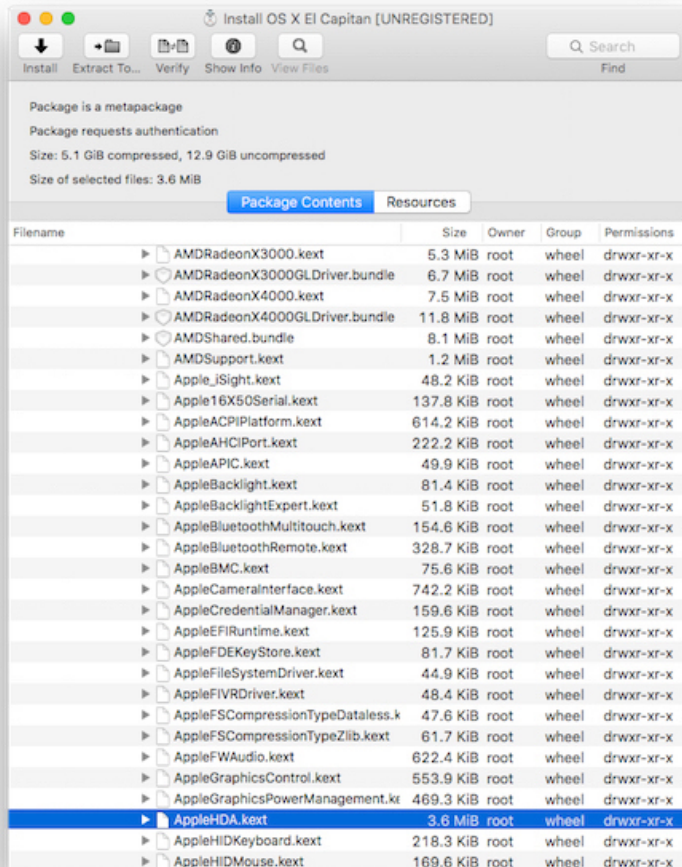 Install OS X El Capitan [UNREGISTERED]
Install Extract To... Verify Show Info View Files Search
Find
Package is a metapackage
Package requests authentication
Size: 5.1 GiB compressed, 12.9 GiB uncompressed
Size of selected files: 3.6 MiB
Package Contents Resources
Filename Size Owner Group Permissions
AMDRadeonX3000.kext 5.3 MiB root wheel drwxr-xr-x
AMDRadeonX3000GLDriver.bundle 6.7 MiB root wheel drwxr-xr-x
AMDRadeonX4000.kext 7.5 MiB root wheel drwxr-xr-x
AMDRadeonX4000GLDriver.bundle 11.8 MiB root wheel drwxr-xr-x
AMDShared.bundle 8.1 MiB root wheel drwxr-xr-x
AMDSupport.kext 1.2 MiB root wheel drwxr-xr-x
Apple_iSight.kext 48.2 KiB root wheel drwxr-xr-x
Apple16X50Serial.kext 137.8 KiB root wheel drwxr-xr-x
AppleACPIPlatform.kext 614.2 KiB root wheel drwxr-xr-x
AppleAHCIPort.kext 222.2 KiB root wheel drwxr-xr-x
AppleAPIC.kext 49.9 KiB root wheel drwxr-xr-x
AppleBacklight.kext 81.4 KiB root wheel drwxr-xr-x
AppleBacklightExpert.kext 51.8 KiB root wheel drwxr-xr-x
AppleBluetoothMultitouch.kext 154.6 KiB root wheel drwxr-xr-x
AppleBluetoothRemote.kext 328.7 KiB root wheel drwxr-xr-x
AppleBMC.kext 75.6 KiB root wheel drwxr-xr-x
AppleCameraInterface.kext 742.2 KiB root wheel drwxr-xr-x
AppleCredentialManager.kext 159.6 KiB root wheel drwxr-xr-x
AppleEFIRuntime.kext 125.9 KiB root wheel drwxr-xr-x
AppleFDEKeyStore.kext 81.7 KiB root wheel drwxr-xr-x
AppleFileSystemDriver.kext 44.9 KiB root wheel drwxr-xr-x
AppleFIVRDriver.kext 48.4 KiB root wheel drwxr-xr-x
AppleFSCompressionTypeDataless.k 47.6 KiB root wheel drwxr-xr-x
AppleFSCompressionTypeZlib.kext 61.7 KiB root wheel drwxr-xr-x
AppleFWAudio.kext 622.4 KiB root wheel drwxr-xr-x
AppleGraphicsControl.kext 553.9 KiB root wheel drwxr-xr-x
AppleGraphicsPowerManagement.ke 469.3 KiB root wheel drwxr-xr-x
AppleHDA.kext 3.6 MiB root wheel drwxr-xr-x
AppleHIDKeyboard.kext 218.3 KiB root wheel drwxr-xr-x
AppleHIDMouse.kext 169.6 KiB root wheel drwxr-xr-x